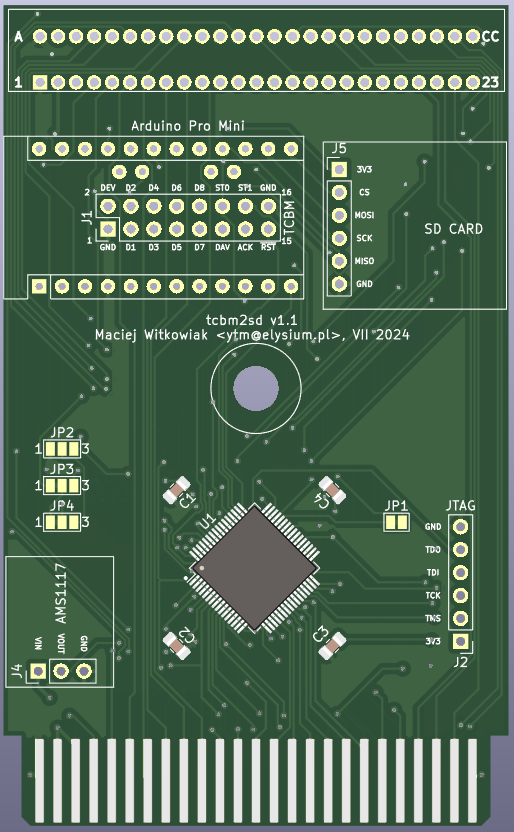 A CC
1 23
Arduino Pro Mini
J5
3V3
CS
MOSI
SCK
MISO
GND
SD CARD
DEV D2 D4 D6 D8 ST0 ST1 GND
2 16
J1 TCBM
1 15
GND D1 D3 D5 D7 DAV ACK RST
tcbm2sd v1.1
Maciej Witkowiak <ytm@elysium.pl>, VII 2024
JP2
1 3
JP3
1 3
JP4
1 3
C1
C4
U1
JP1
JTAG
GND
TDO
TDI
TCK
TMS
3V3
J2
AMS1117
VIN VOUT GND
J4
C2
C3